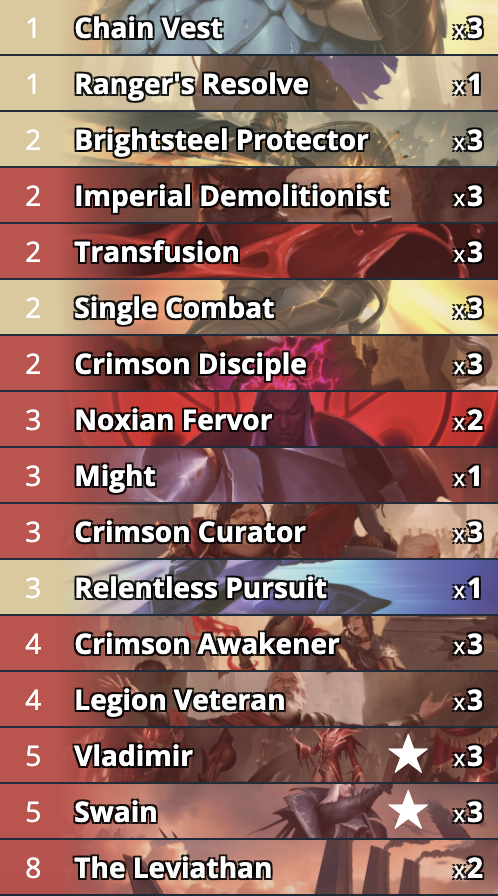 1 Chain Vest x3
1 Ranger's Resolve x1
2 Brightsteel Protector x3
2 Imperial Demolitionist x3
2 Transfusion x3
2 Single Combat x3
2 Crimson Disciple x3
3 Noxian Fervor x2
3 Might x1
3 Crimson Curator x3
3 Relentless Pursuit x1
4 Crimson Awakener x3
4 Legion Veteran x3
5 Vladimir x3
5 Swain x3
8 The Leviathan x2